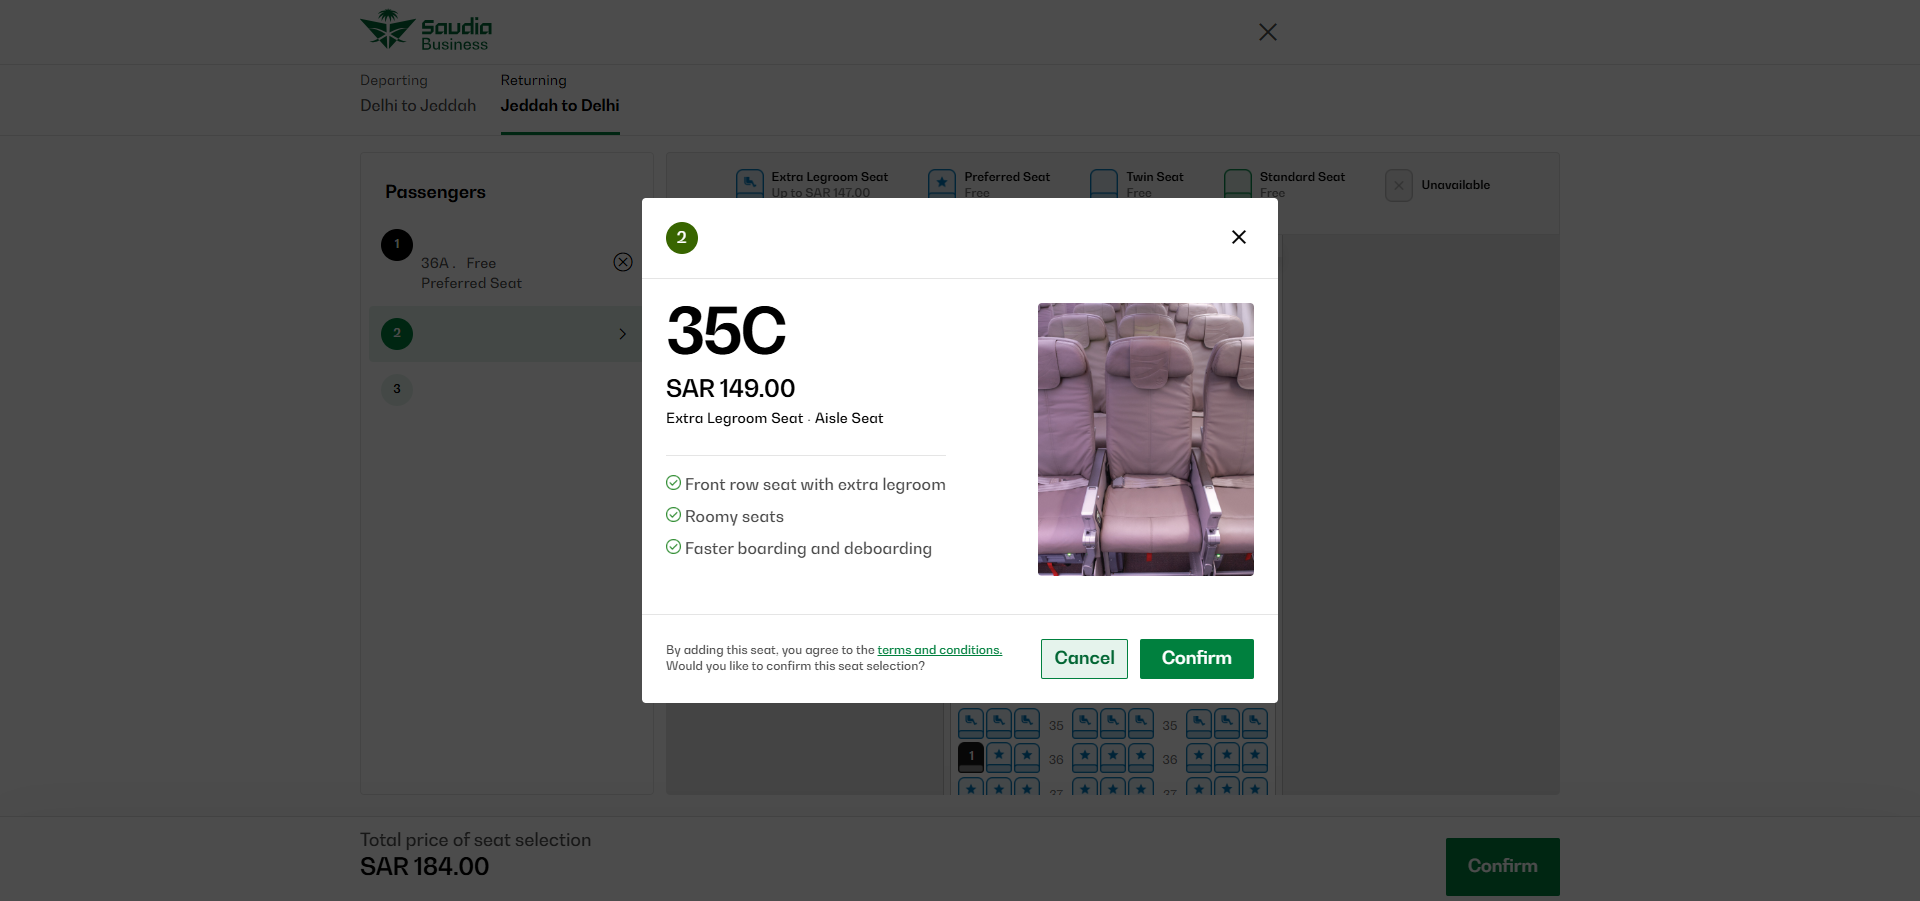 Saudia
Business
Departing
Delhi to Jeddah
Returning
Jeddah to Delhi
Passengers
1
36A . Free
Preferred Seat
2
3
Extra Legroom Seat
Up to SAR 147.00
Preferred Seat
Free
Twin Seat
Free
Standard Seat
Free
Unavailable
2
35C
SAR 149.00
Extra Legroom Seat · Aisle Seat
Front row seat with extra legroom
Roomy seats
Faster boarding and deboarding
By adding this seat, you agree to the terms and conditions.
Would you like to confirm this seat selection?
Cancel
Confirm
35 35
1 36 36
37 37
Total price of seat selection
SAR 184.00
Confirm